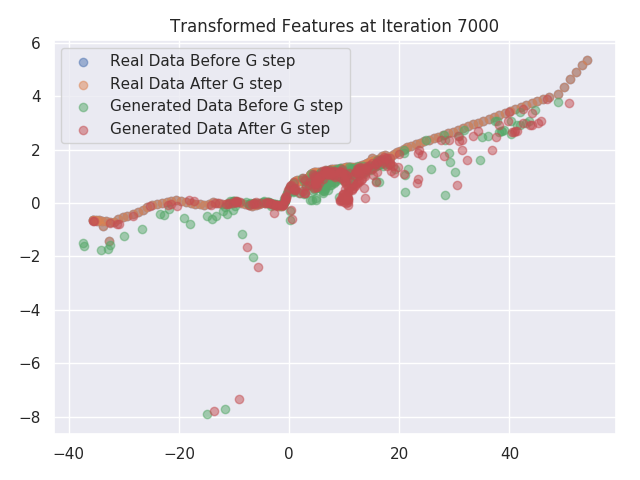 Transformed Features at Iteration 7000
Real Data Before G step
Real Data After G step
Generated Data Before G step
Generated Data After G step
6
4
2
0
−2
−4
−6
−8
−40 −20 0 20 40